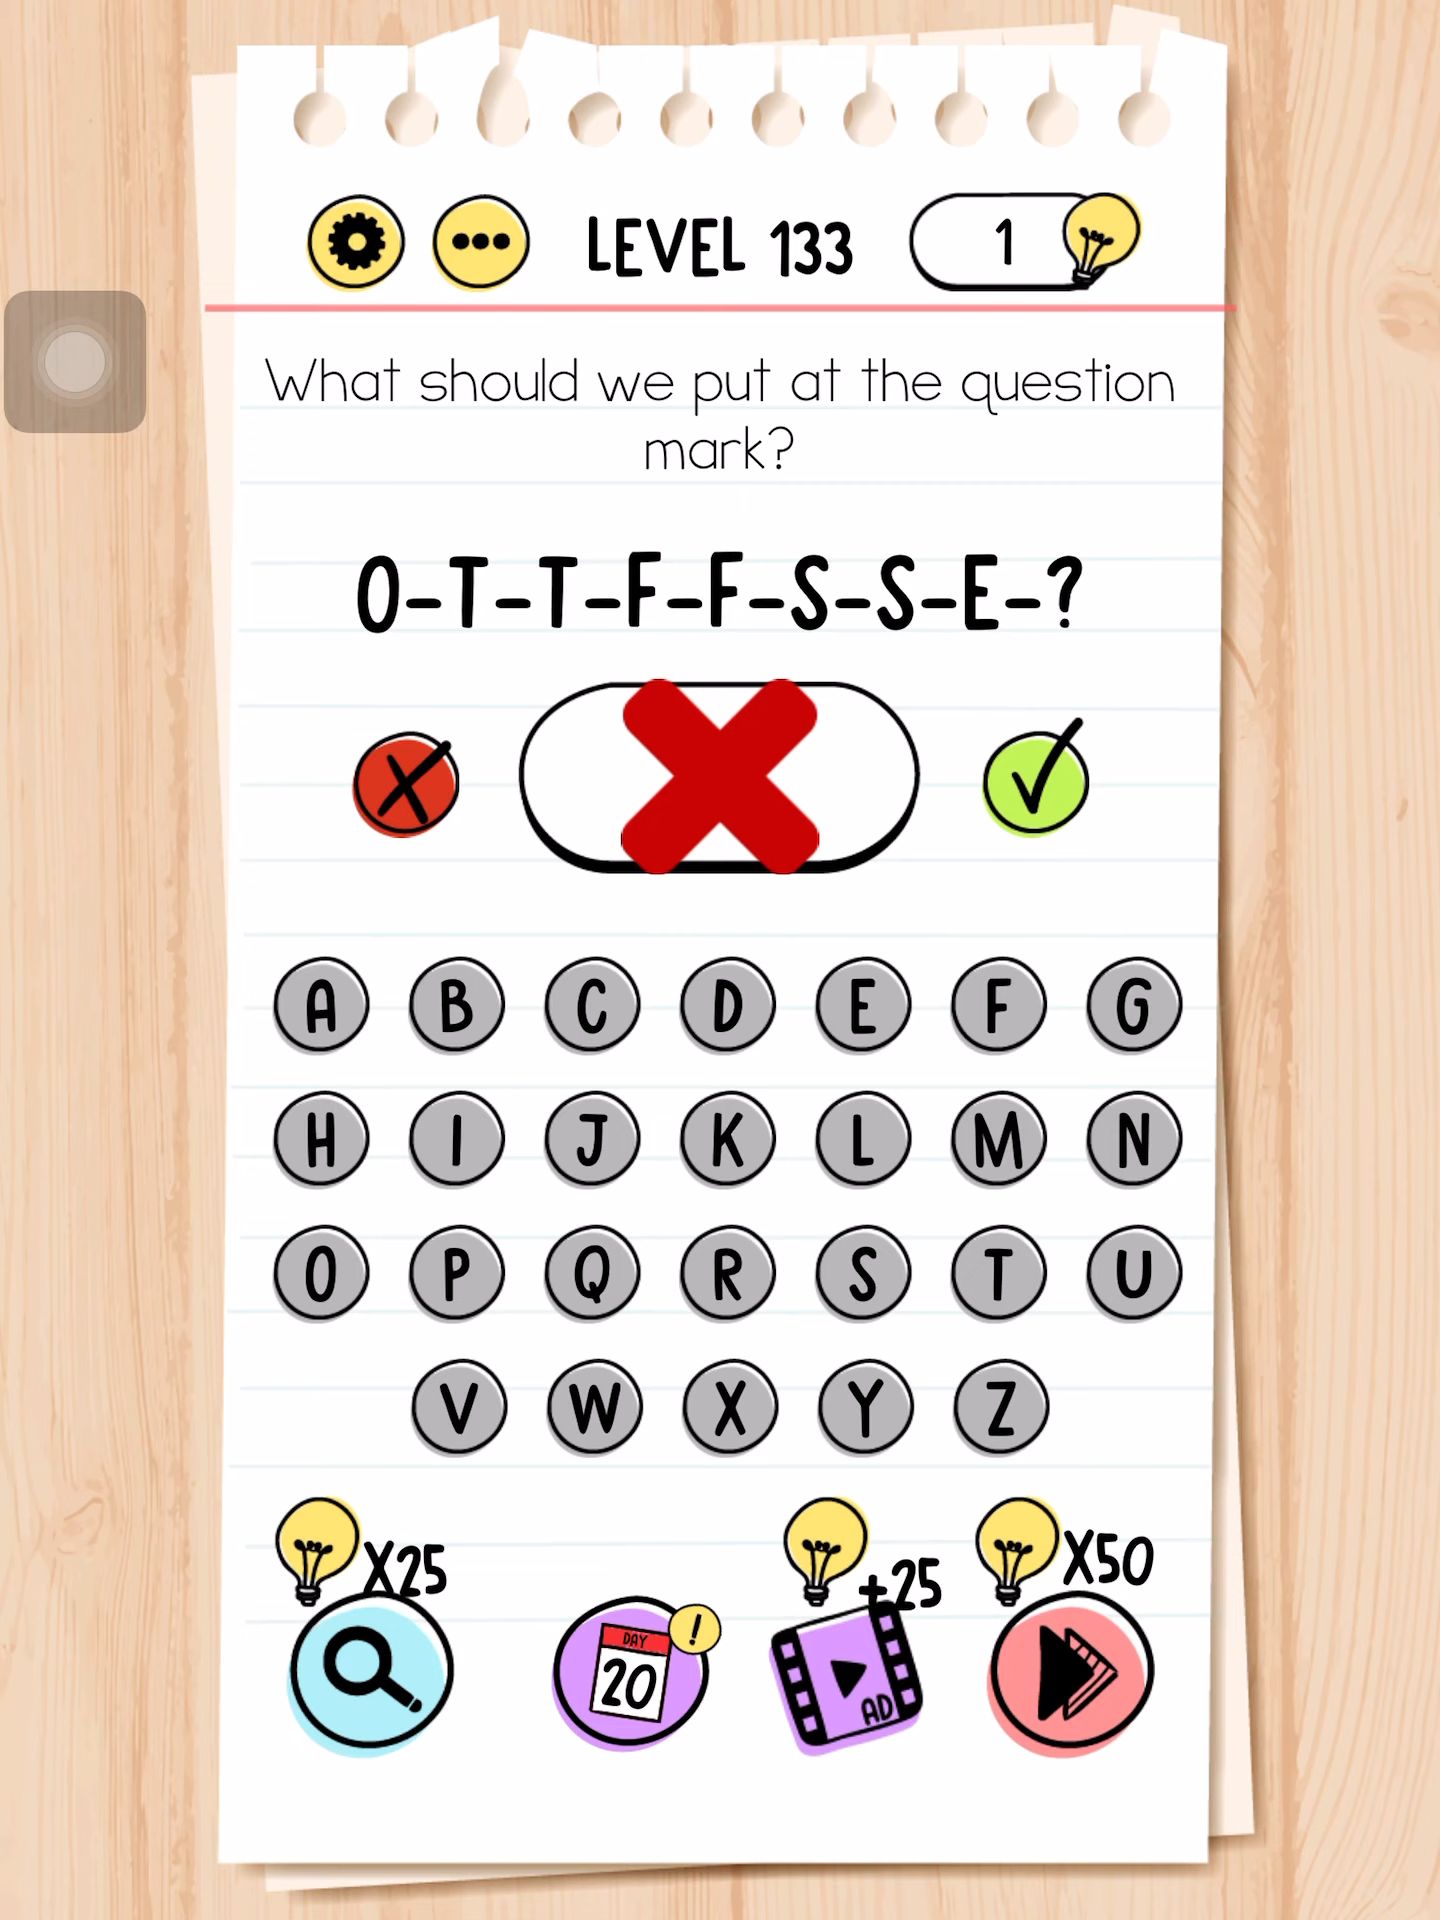 LEVEL 133
1
What should we put at the question
mark?
O-T-T-F-F-S-S-E-?
A B C D E F G
H I J K L M N
O P Q R S T U
V W X Y Z
X25
DAY
20
!
+25
AD
X50